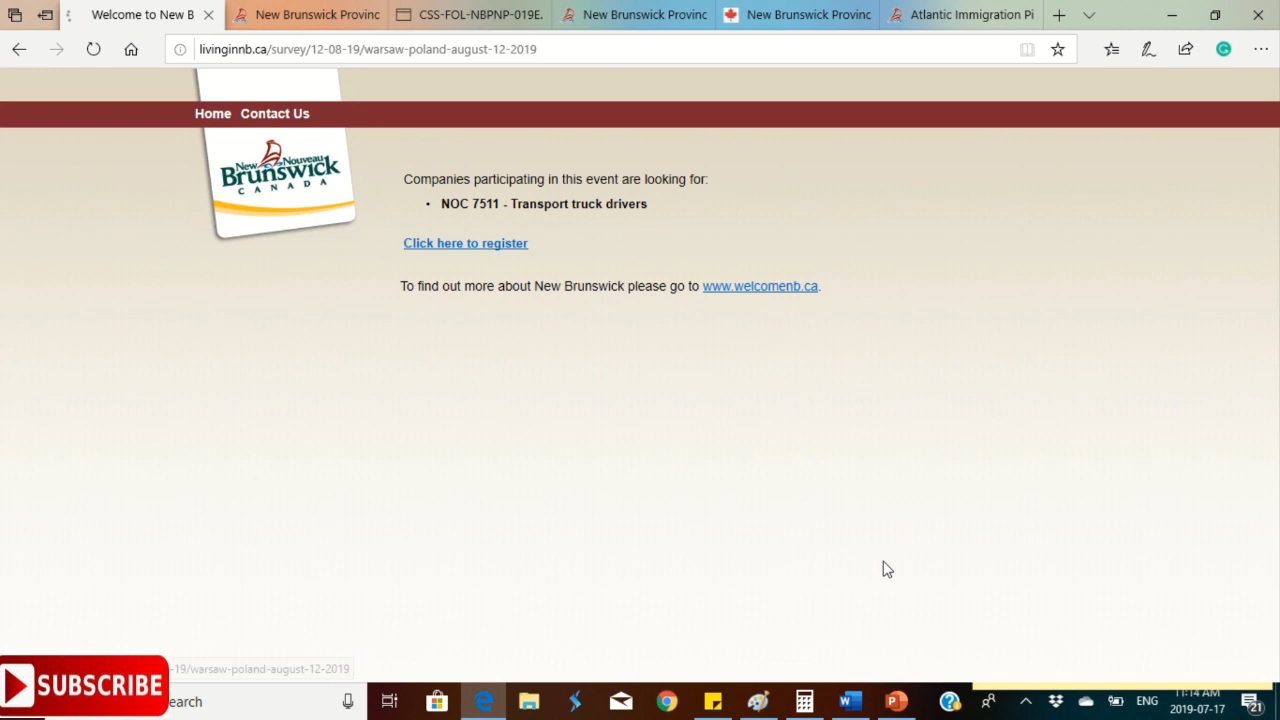 Welcome to New B
New Brunswick Provinc
CSS-FOL-NBPNP-019E.
New Brunswick Provinc
New Brunswick Provinc
Atlantic Immigration Pi
livinginnb.ca/survey/12-08-19/warsaw-poland-august-12-2019
Home Contact Us
New Nouveau
Brunswick
CANADA
Companies participating in this event are looking for:
• NOC 7511 - Transport truck drivers
Click here to register
To find out more about New Brunswick please go to www.welcomenb.ca.
-19/warsaw-poland-august-12-2019
SUBSCRIBE
earch
ENG
11:14 AM
2019-07-17
21